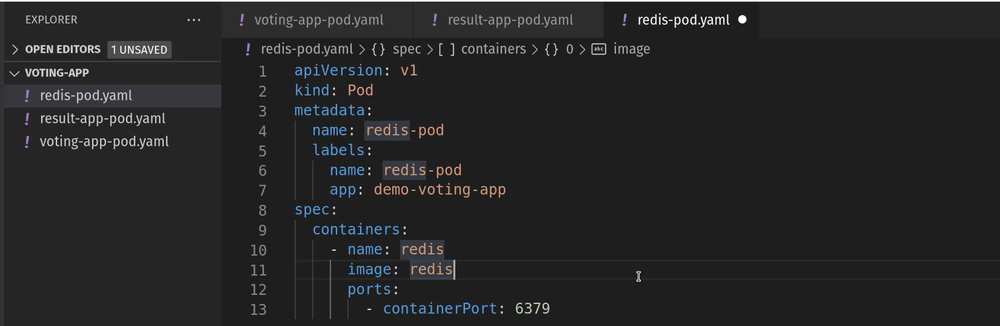 EXPLORER ...
OPEN EDITORS 1 UNSAVED
VOTING-APP
! redis-pod.yaml
! result-app-pod.yaml
! voting-app-pod.yaml
! voting-app-pod.yaml ! result-app-pod.yaml ! redis-pod.yaml ●
! redis-pod.yaml > {} spec > [ ] containers > {} 0 > abc image
1 apiVersion: v1
2 kind: Pod
3 metadata:
4   name: redis-pod
5   labels:
6     name: redis-pod
7     app: demo-voting-app
8 spec:
9   containers:
10     - name: redis
11       image: redis
12       ports:
13         - containerPort: 6379